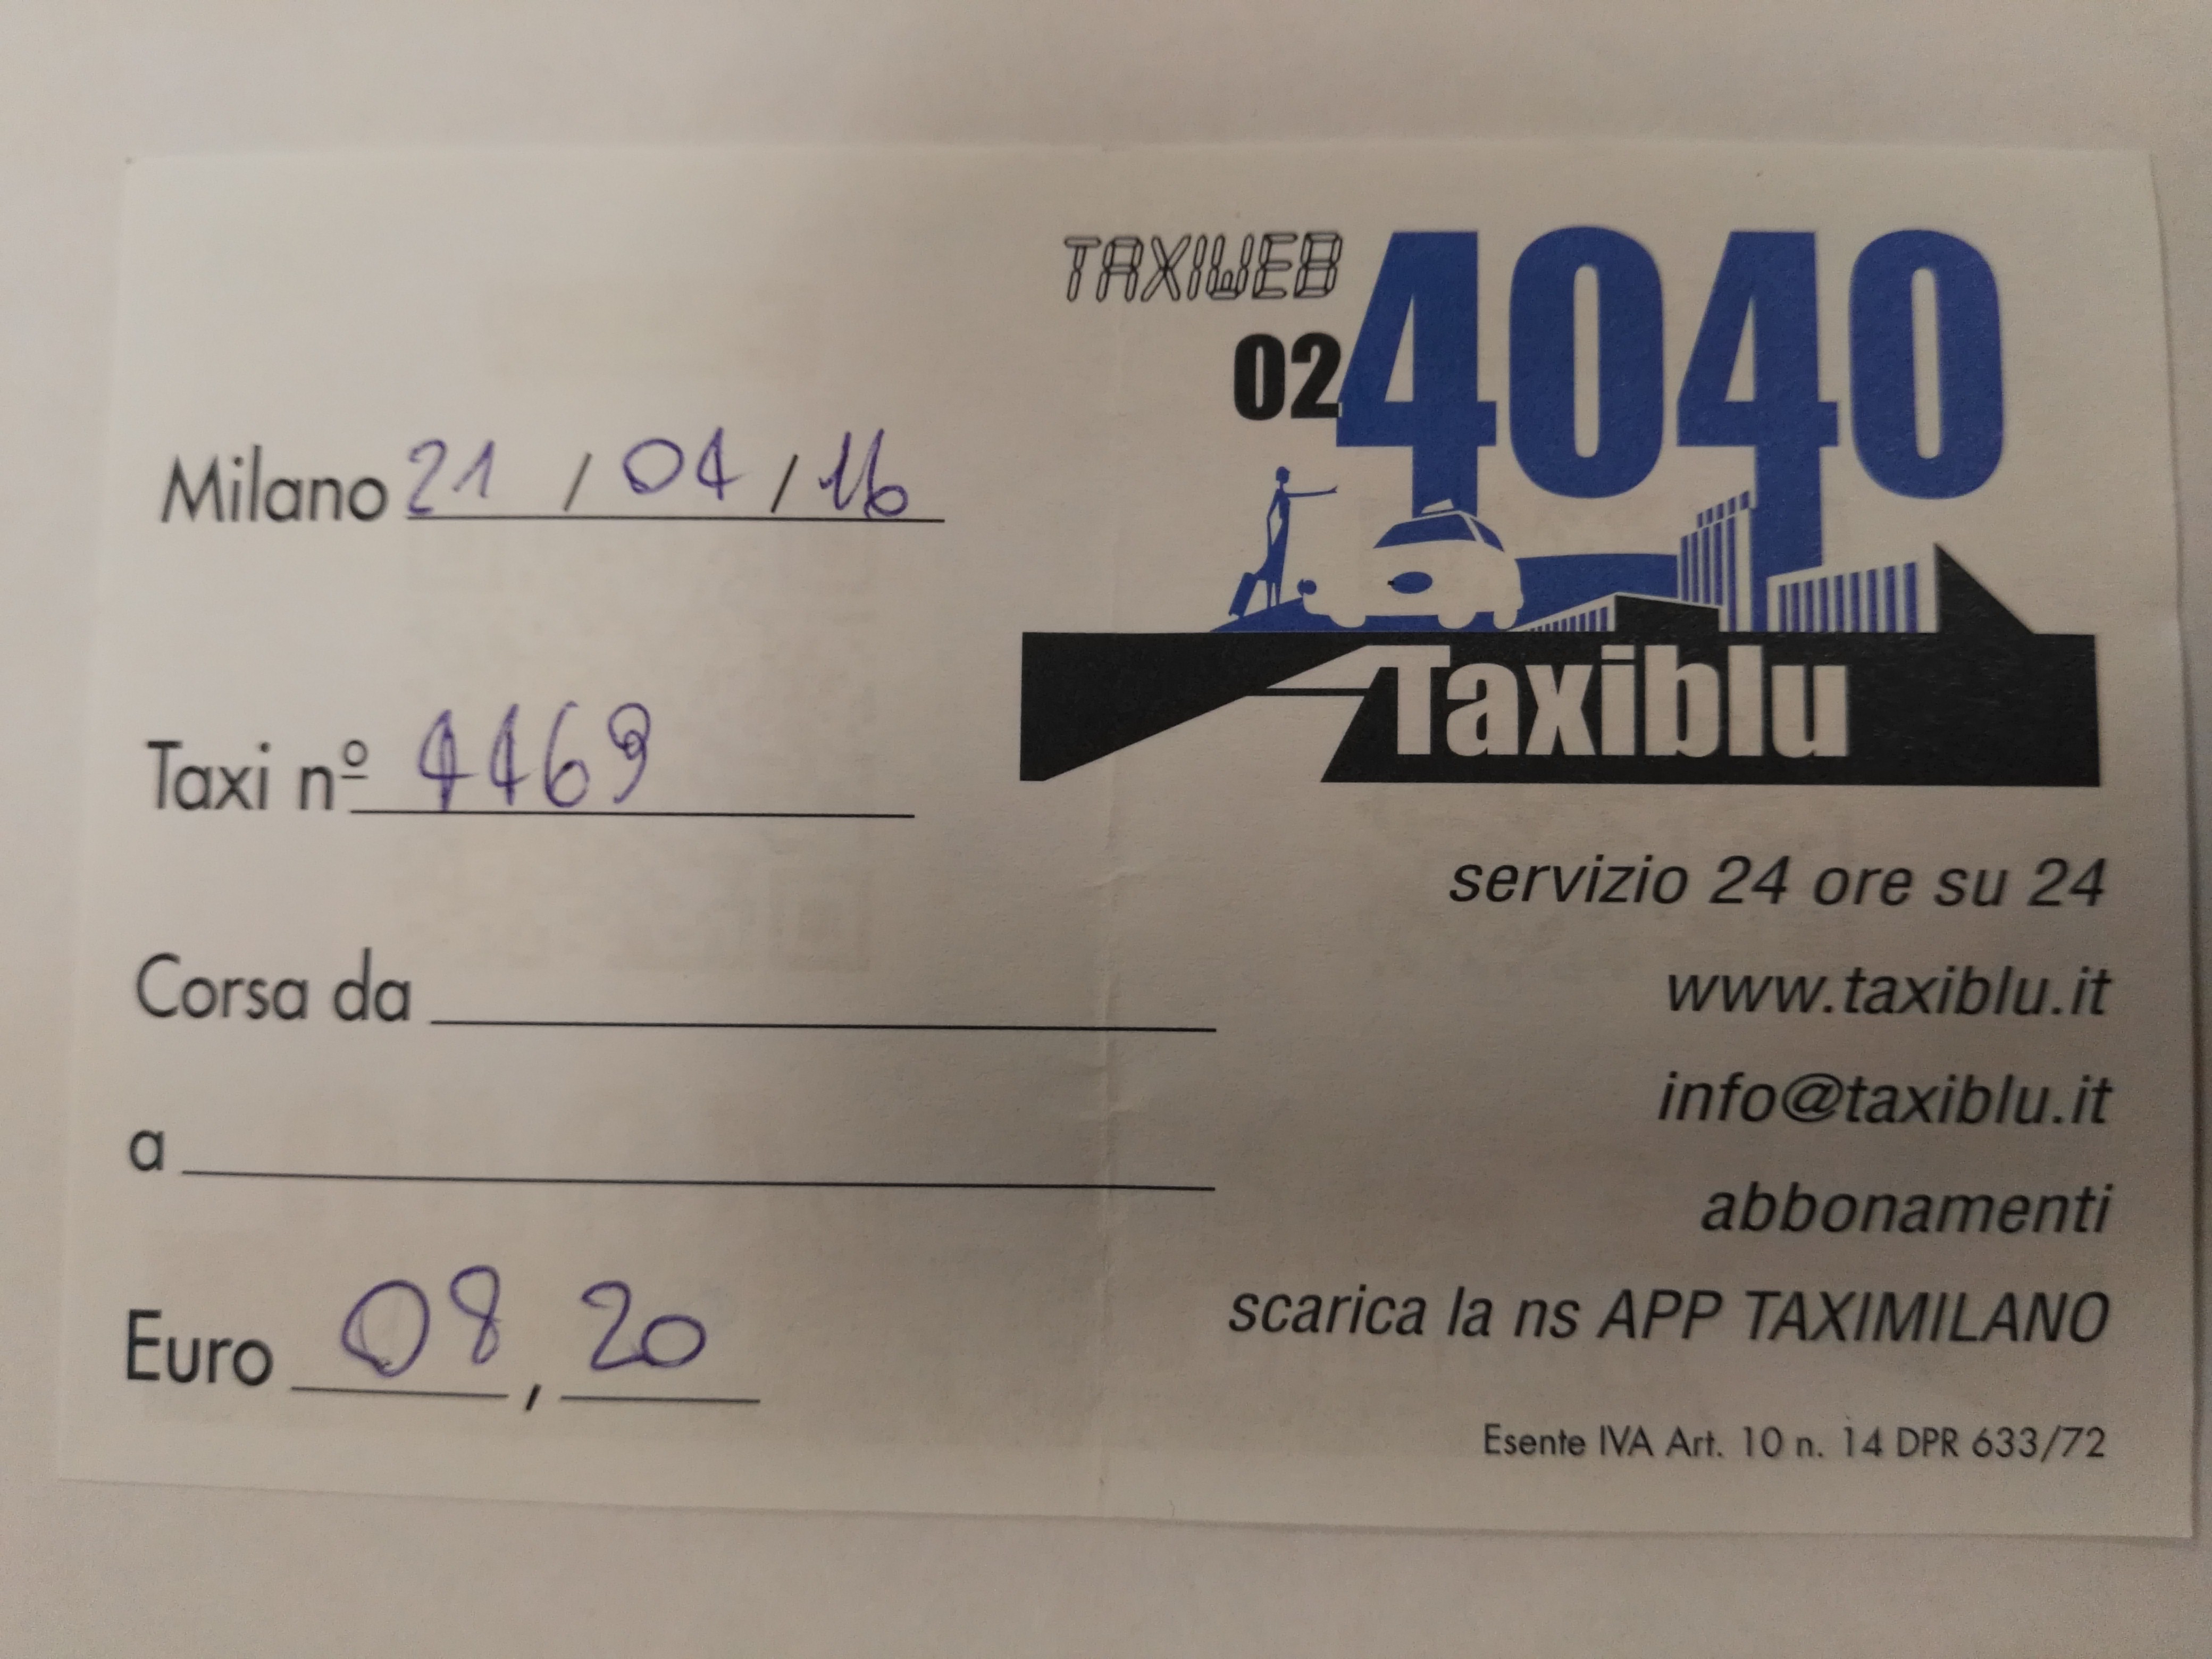 Milano 21 / 04 / 16
Taxi nº 4469
Corsa da
a
Euro 08 , 20
TAXIWEB
02 4040
Taxiblu
servizio 24 ore su 24
www.taxiblu.it
info@taxiblu.it
abbonamenti
scarica la ns APP TAXIMILANO
Esente IVA Art. 10 n. 14 DPR 633/72